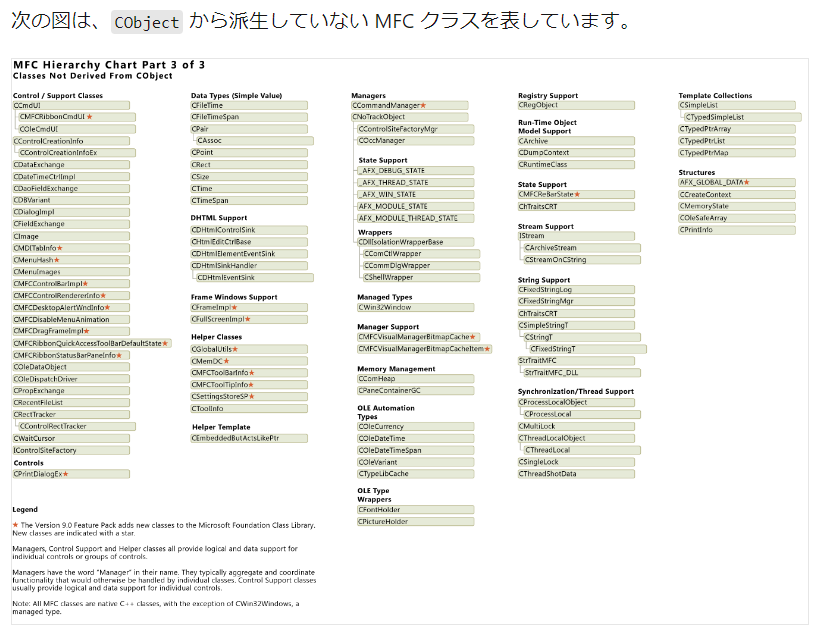 次の図は、CObject から派生していない MFC クラスを表しています。
MFC Hierarchy Chart Part 3 of 3
Classes Not Derived From CObject
Control / Support Classes
CCmdUI
CMFCRibbonCmdUI ★
COleCmdUI
CControlCreationInfo
CControlCreationInfoEx
CDataExchange
CDateTimeCtrlImpl
CDaoFieldExchange
CDBVariant
CDialogImpl
CFieldExchange
CImage
CMDITabInfo★
CMenuHash★
CMenuImages
CMFCControlBarImpl★
CMFCControlRendererInfo★
CMFCDesktopAlertWndInfo★
CMFCDisableMenuAnimation
CMFCDragFrameImpl★
CMFCRibbonQuickAccessToolBarDefaultState★
CMFCRibbonStatusBarPaneInfo★
COleDataObject
COleDispatchDriver
CPropExchange
CRecentFileList
CRectTracker
CControlRectTracker
CWaitCursor
IControlSiteFactory
Controls
CPrintDialogEx★
Legend
★ The Version 9.0 Feature Pack adds new classes to the Microsoft Foundation Class Library.
New classes are indicated with a star.
Managers, Control Support and Helper classes all provide logical and data support for
individual controls or groups of controls.
Managers have the word "Manager" in their name. They typically aggregate and coordinate
functionality that would otherwise be handled by individual classes. Control Support classes
usually provide logical and data support for individual controls.
Note: All MFC classes are native C++ classes, with the exception of CWin32Windows, a
managed type.
Data Types (Simple Value)
CFileTime
CFileTimeSpan
CPair
CAssoc
CPoint
CRect
CSize
CTime
CTimeSpan
DHTML Support
CDHtmlControlSink
CHtmlEditCtrlBase
CDHtmlElementEventSink
CDHtmlSinkHandler
CDHtmlEventSink
Frame Windows Support
CFrameImpl★
CFullScreenImpl★
Helper Classes
CGlobalUtils★
CMemDC★
CMFCToolBarInfo★
CMFCToolTipInfo★
CSettingsStoreSP★
CToolInfo
Helper Template
CEmbeddedButActsLikePtr
Managers
CCommandManager★
CNoTrackObject
CControlSiteFactoryMgr
COccManager
State Support
_AFX_DEBUG_STATE
_AFX_THREAD_STATE
_AFX_WIN_STATE
AFX_MODULE_STATE
AFX_MODULE_THREAD_STATE
Wrappers
CDllIsolationWrapperBase
CComCtlWrapper
CCommDlgWrapper
CShellWrapper
Managed Types
CWin32Window
Manager Support
CMFCVisualManagerBitmapCache★
CMFCVisualManagerBitmapCacheItem★
Memory Management
CComHeap
CPaneContainerGC
OLE Automation
Types
COleCurrency
COleDateTime
COleDateTimeSpan
COleVariant
CTypeLibCache
OLE Type
Wrappers
CFontHolder
CPictureHolder
Registry Support
CRegObject
Run-Time Object
Model Support
CArchive
CDumpContext
CRuntimeClass
State Support
CMFCReBarState★
ChTraitsCRT
Stream Support
IStream
CArchiveStream
CStreamOnCString
String Support
CFixedStringLog
CFixedStringMgr
ChTraitsCRT
CSimpleStringT
CStringT
CFixedStringT
StrTraitMFC
StrTraitMFC_DLL
Synchronization/Thread Support
CProcessLocalObject
CProcessLocal
CMultiLock
CThreadLocalObject
CThreadLocal
CSingleLock
CThreadShotData
Template Collections
CSimpleList
CTypedSimpleList
CTypedPtrArray
CTypedPtrList
CTypedPtrMap
Structures
AFX_GLOBAL_DATA★
CCreateContext
CMemoryState
COleSafeArray
CPrintInfo